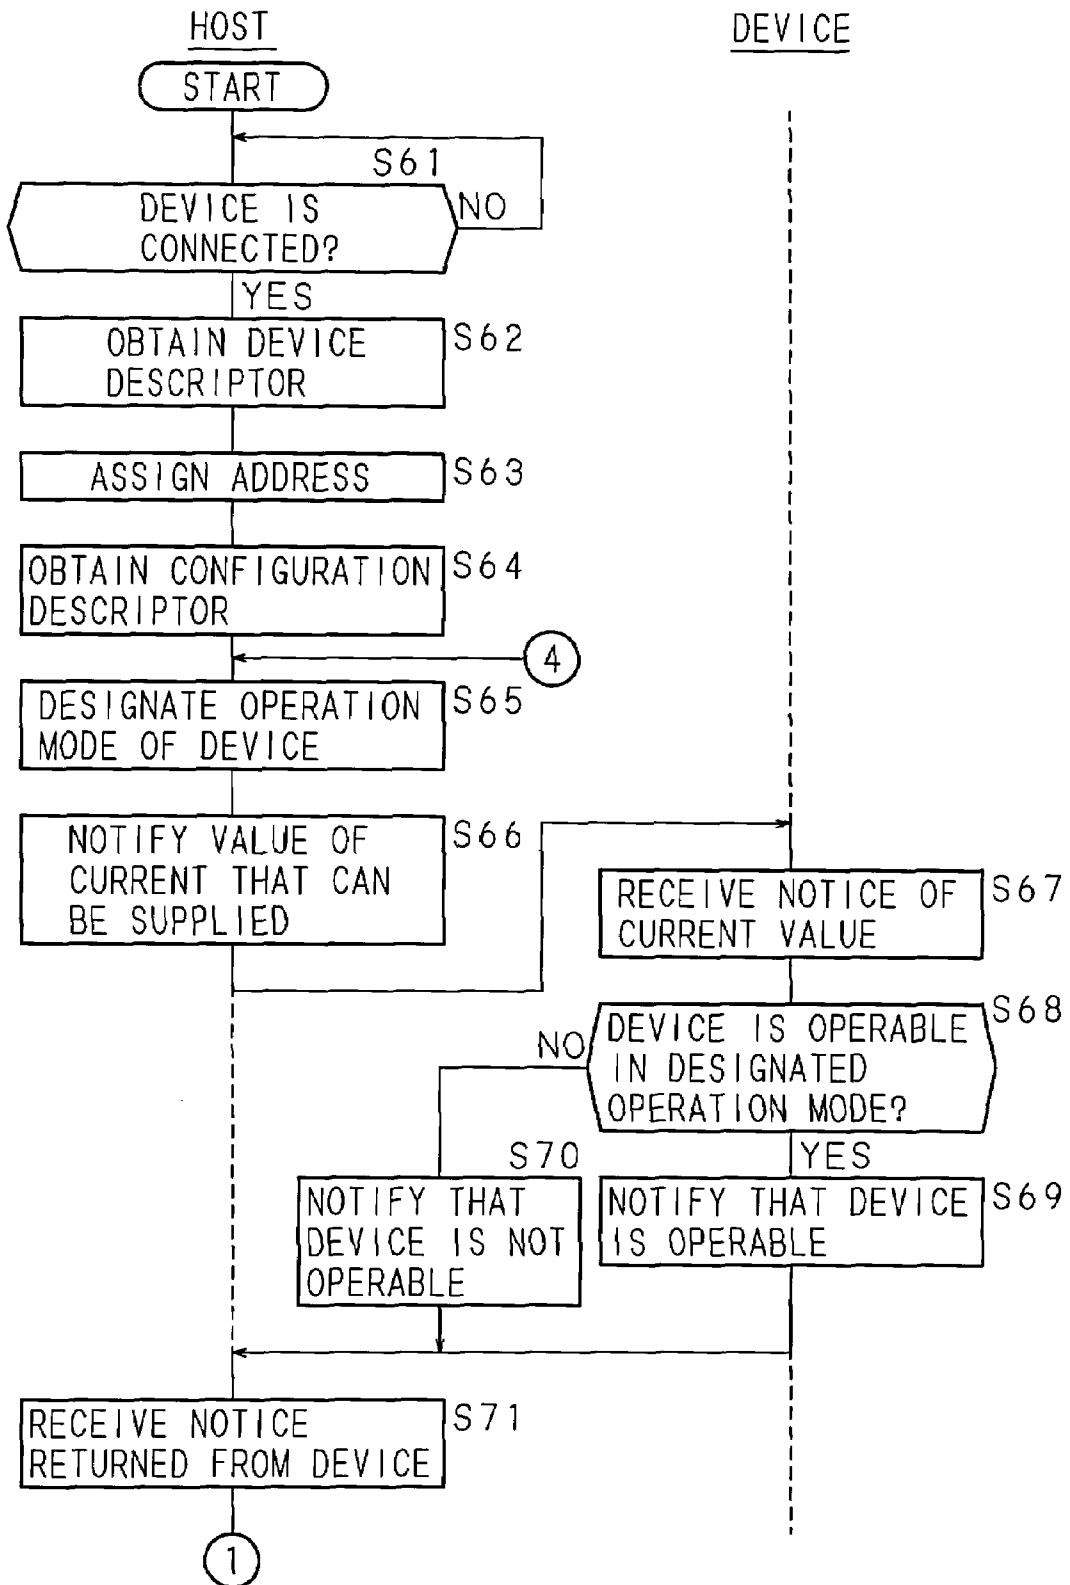 HOST
DEVICE
START
S61
DEVICE IS
CONNECTED?
NO
YES
OBTAIN DEVICE
DESCRIPTOR
S62
ASSIGN ADDRESS
S63
OBTAIN CONFIGURATION
DESCRIPTOR
S64
4
DESIGNATE OPERATION
MODE OF DEVICE
S65
NOTIFY VALUE OF
CURRENT THAT CAN
BE SUPPLIED
S66
RECEIVE NOTICE OF
CURRENT VALUE
S67
DEVICE IS OPERABLE
IN DESIGNATED
OPERATION MODE?
S68
NO
YES
S70
NOTIFY THAT
DEVICE IS NOT
OPERABLE
NOTIFY THAT DEVICE
IS OPERABLE
S69
RECEIVE NOTICE
RETURNED FROM DEVICE
S71
1